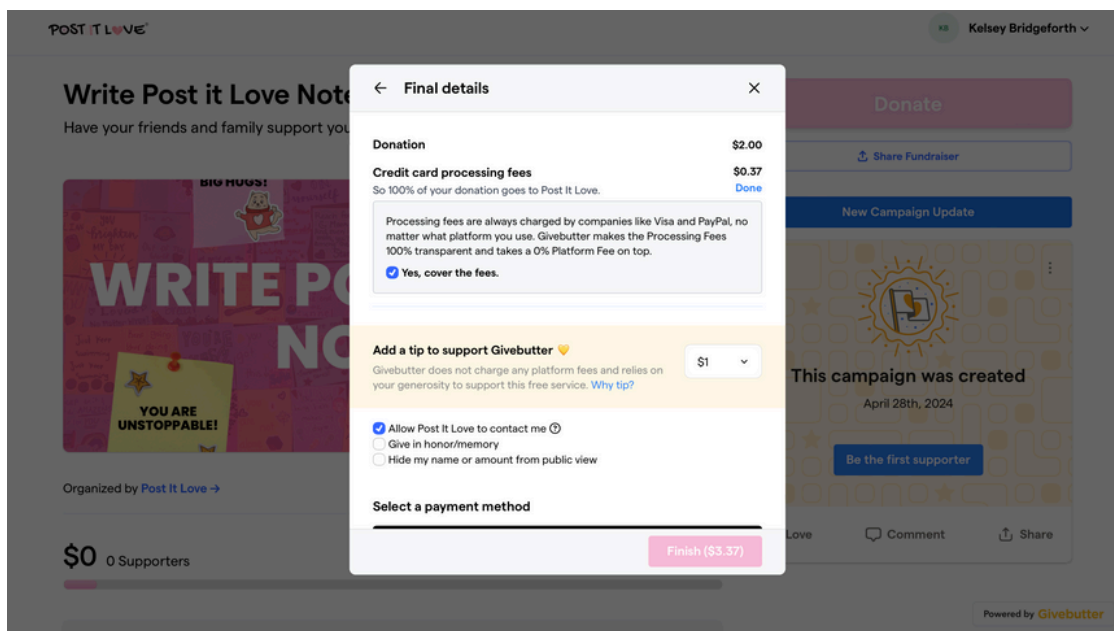 POST IT LOVE
KB
Kelsey Bridgeforth
Write Post it Love Note
Have your friends and family support you
BIG HUGS!
WRITE PO
NO
YOU ARE
UNSTOPPABLE!
Organized by Post It Love →
$0 0 Supporters
← Final details
Donation $2.00
Credit card processing fees $0.37
So 100% of your donation goes to Post It Love. Done
Processing fees are always charged by companies like Visa and PayPal, no
matter what platform you use. Givebutter makes the Processing Fees
100% transparent and takes a 0% Platform Fee on top.
Yes, cover the fees.
Add a tip to support Givebutter 💛
$1
Givebutter does not charge any platform fees and relies on
your generosity to support this free service. Why tip?
Allow Post It Love to contact me
Give in honor/memory
Hide my name or amount from public view
Select a payment method
Finish ($3.37)
Donate
Share Fundraiser
New Campaign Update
This campaign was created
April 28th, 2024
Be the first supporter
Love Comment Share
Powered by Givebutter